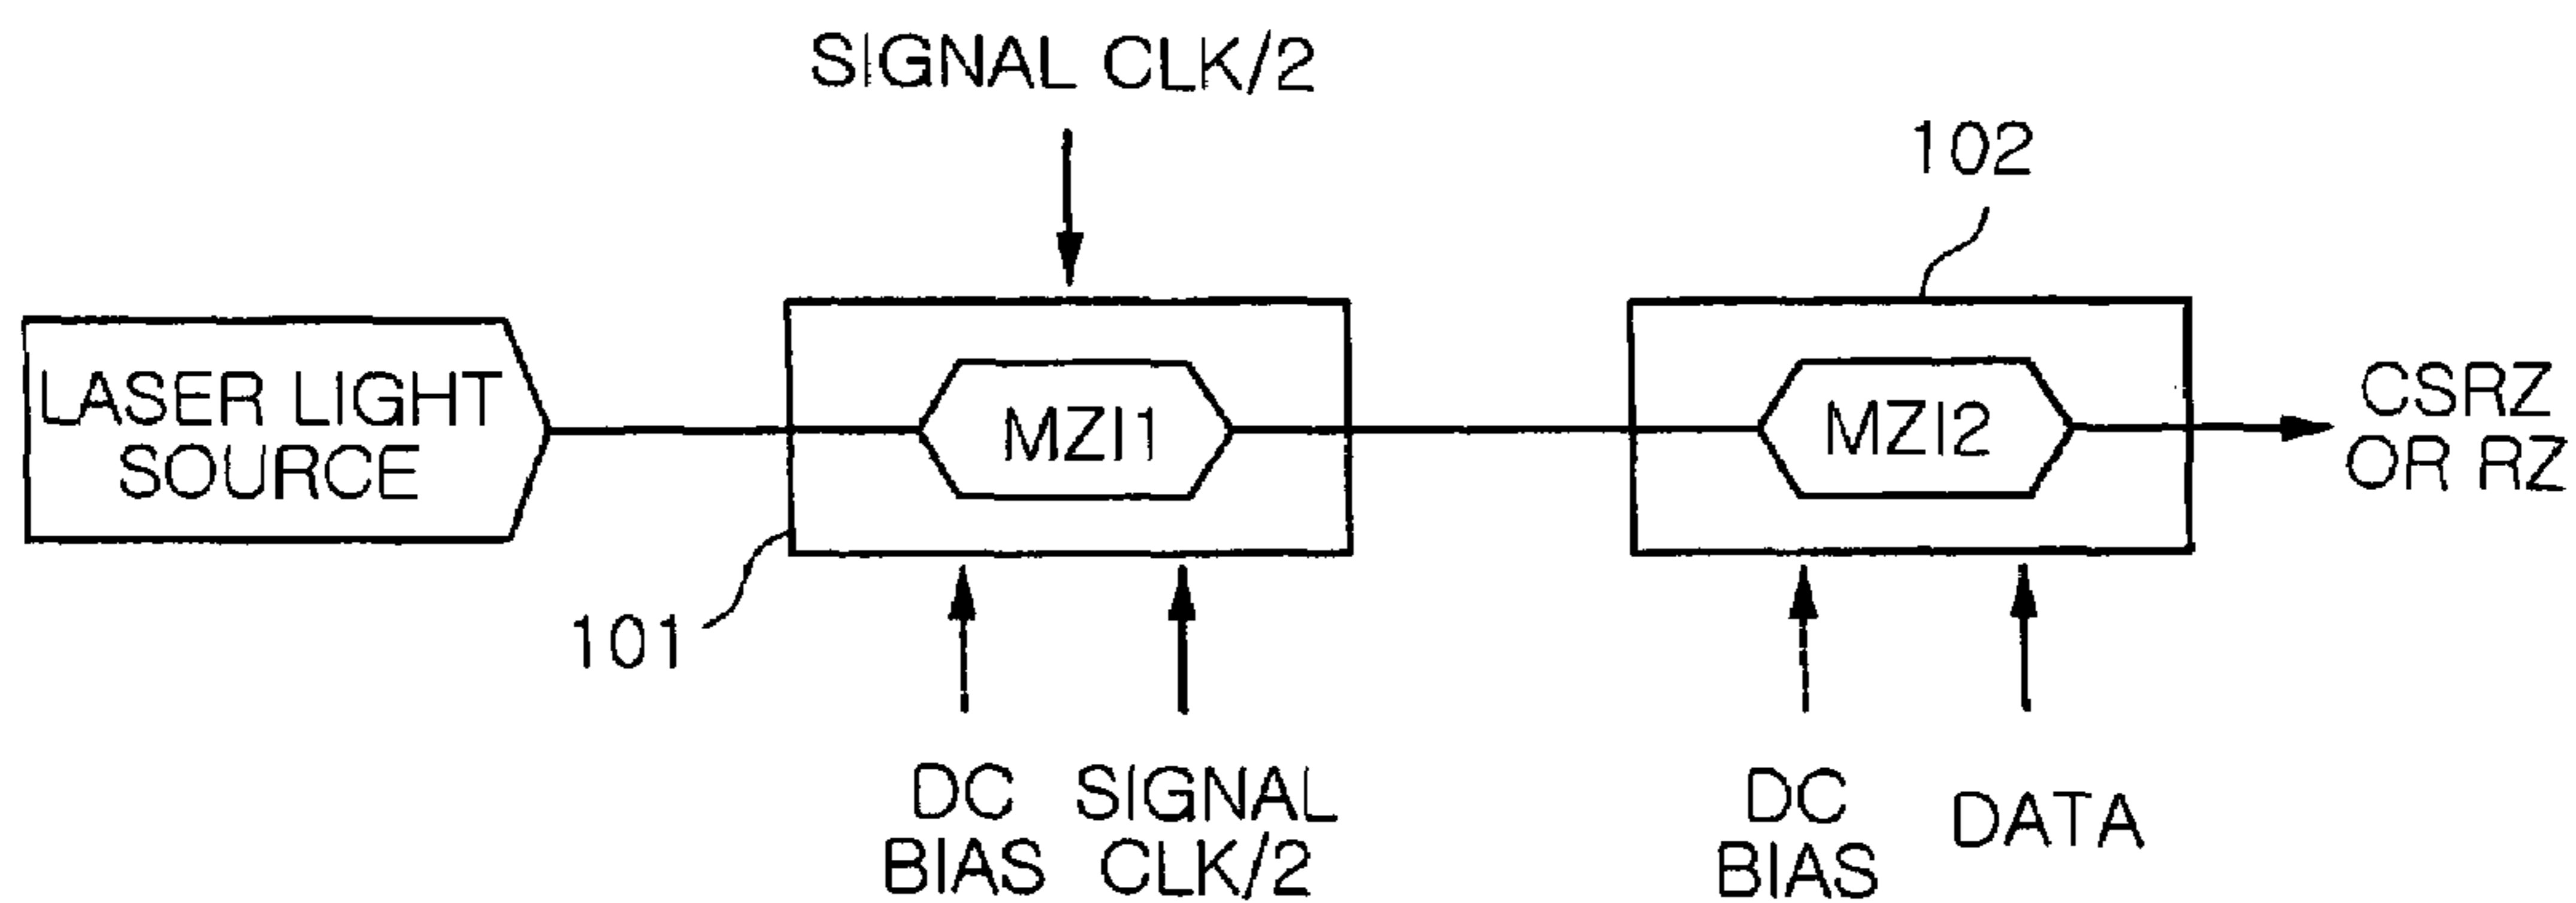 SIGNAL CLK/2
102
LASER LIGHT
SOURCE
MZI1
MZI2
CSRZ
OR RZ
101
DC
BIAS
SIGNAL
CLK/2
DC
BIAS
DATA